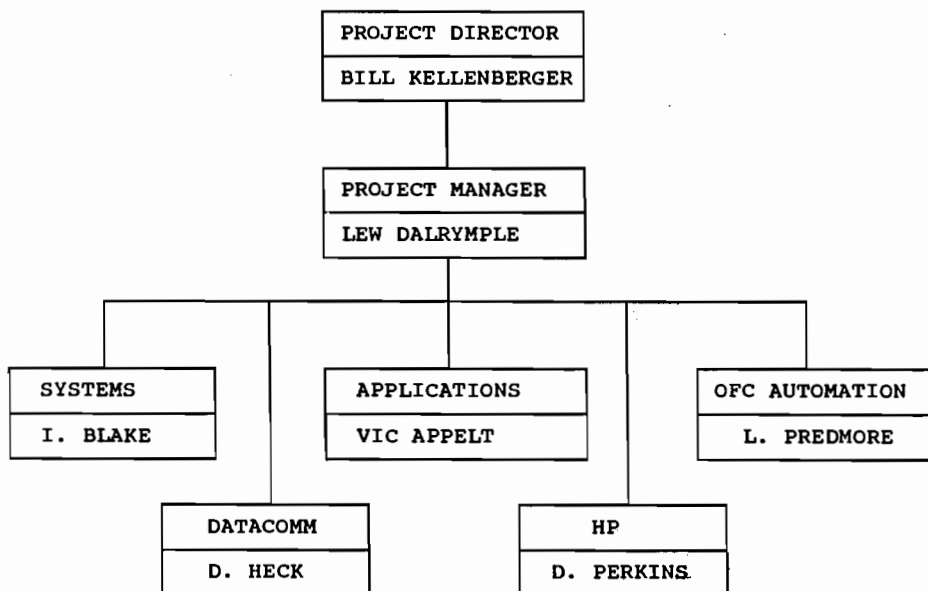 PROJECT DIRECTOR
BILL KELLENBERGER
PROJECT MANAGER
LEW DALRYMPLE
SYSTEMS
I. BLAKE
APPLICATIONS
VIC APPELT
OFC AUTOMATION
L. PREDMORE
DATACOMM
D. HECK
HP
D. PERKINS